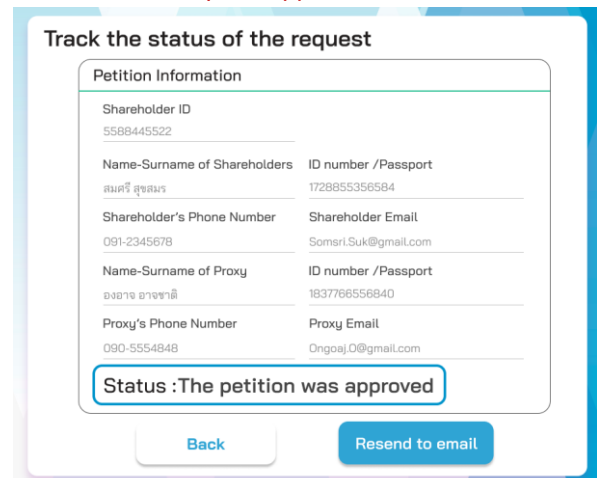 Track the status of the request
Petition Information
Shareholder ID
5588445522
Name-Surname of Shareholders ID number /Passport
สมศรี สุขสมร 1728855356584
Shareholder's Phone Number Shareholder Email
091-2345678 Somsri.Suk@gmail.com
Name-Surname of Proxy ID number /Passport
องอาจ อาจชาติ 1837766556840
Proxy's Phone Number Proxy Email
090-5554848 Ongoaj.O@gmail.com
Status :The petition was approved
Back Resend to email